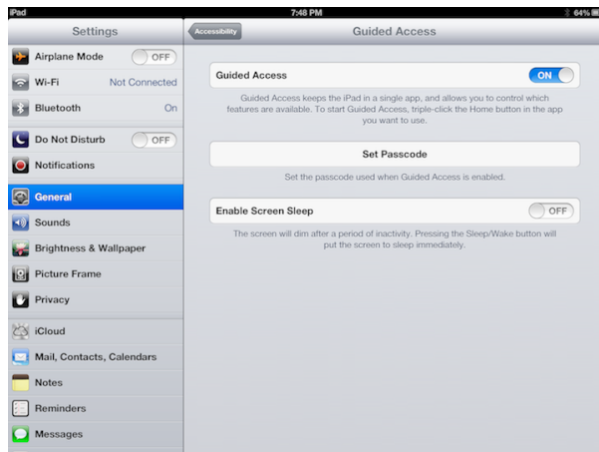 iPad 7:48 PM 64%
Settings
Airplane Mode OFF
Wi-Fi Not Connected
Bluetooth On
Do Not Disturb OFF
Notifications
General
Sounds
Brightness & Wallpaper
Picture Frame
Privacy
iCloud
Mail, Contacts, Calendars
Notes
Reminders
Messages
Accessibility Guided Access
Guided Access ON
Guided Access keeps the iPad in a single app, and allows you to control which
features are available. To start Guided Access, triple-click the Home button in the app
you want to use.
Set Passcode
Set the passcode used when Guided Access is enabled.
Enable Screen Sleep OFF
The screen will dim after a period of inactivity. Pressing the Sleep/Wake button will
put the screen to sleep immediately.